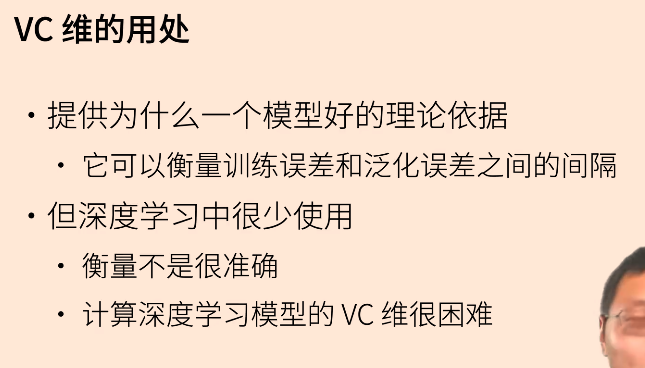 VC 维的用处
• 提供为什么一个模型好的理论依据
• 它可以衡量训练误差和泛化误差之间的间隔
• 但深度学习中很少使用
• 衡量不是很准确
• 计算深度学习模型的 VC 维很困难